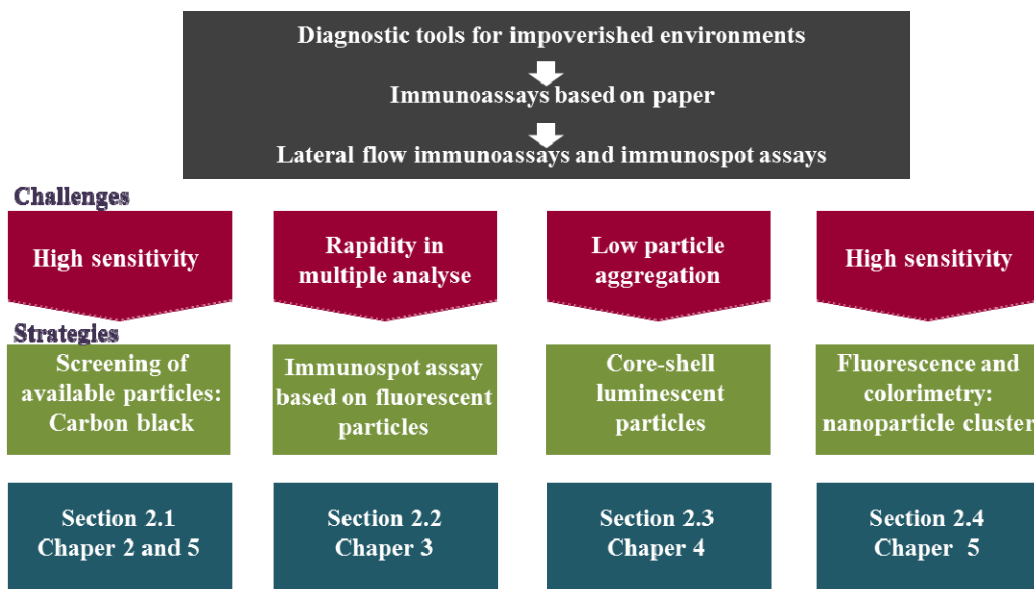 Diagnostic tools for impoverished environments
Immunoassays based on paper
Lateral flow immunoassays and immunospot assays
Challenges
High sensitivity
Rapidity in
multiple analyse
Low particle
aggregation
High sensitivity
Strategies
Screening of
available particles:
Carbon black
Immunospot assay
based on fluorescent
particles
Core-shell
luminescent
particles
Fluorescence and
colorimetry:
nanoparticle cluster
Section 2.1
Chaper 2 and 5
Section 2.2
Chaper 3
Section 2.3
Chaper 4
Section 2.4
Chaper 5